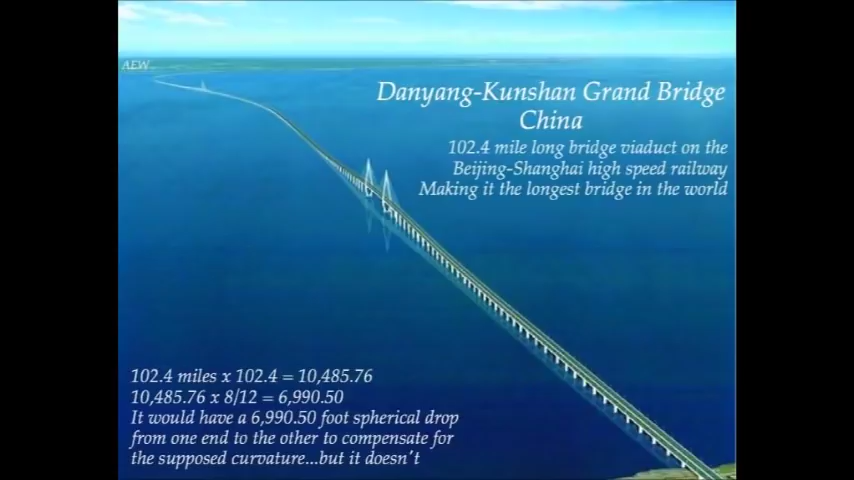 AEW
Danyang-Kunshan Grand Bridge
China
102.4 mile long bridge viaduct on the
Beijing-Shanghai high speed railway
Making it the longest bridge in the world
102.4 miles x 102.4 = 10,485.76
10,485.76 x 8/12 = 6,990.50
It would have a 6,990.50 foot spherical drop
from one end to the other to compensate for
the supposed curvature...but it doesn't